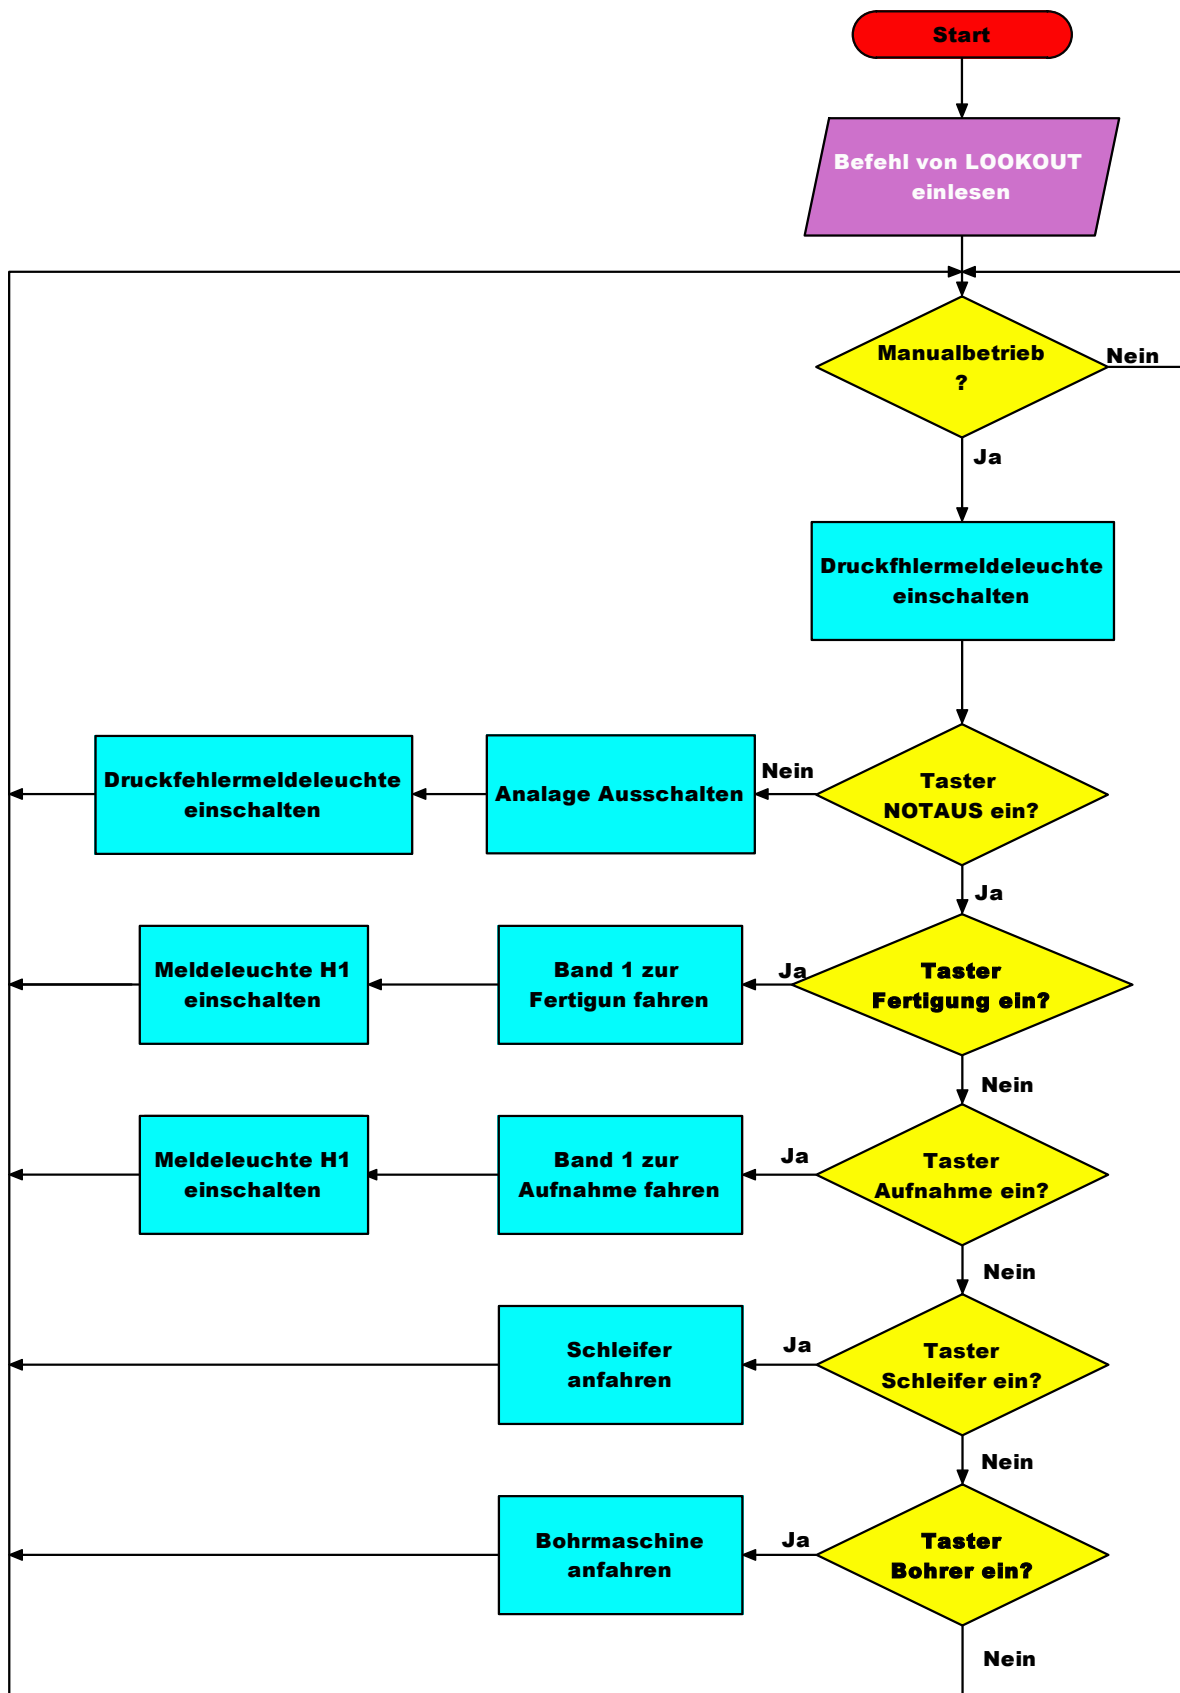 Start
Befehl von LOOKOUT
einlesen
Manualbetrieb
?
Nein
Ja
Druckfhlermeldeleuchte
einschalten
Druckfehlermeldeleuchte
einschalten
Analage Ausschalten
Nein
Taster
NOTAUS ein?
Ja
Meldeleuchte H1
einschalten
Band 1 zur
Fertigun fahren
Ja
Taster
Fertigung ein?
Nein
Meldeleuchte H1
einschalten
Band 1 zur
Aufnahme fahren
Ja
Taster
Aufnahme ein?
Nein
Schleifer
anfahren
Ja
Taster
Schleifer ein?
Nein
Bohrmaschine
anfahren
Ja
Taster
Bohrer ein?
Nein